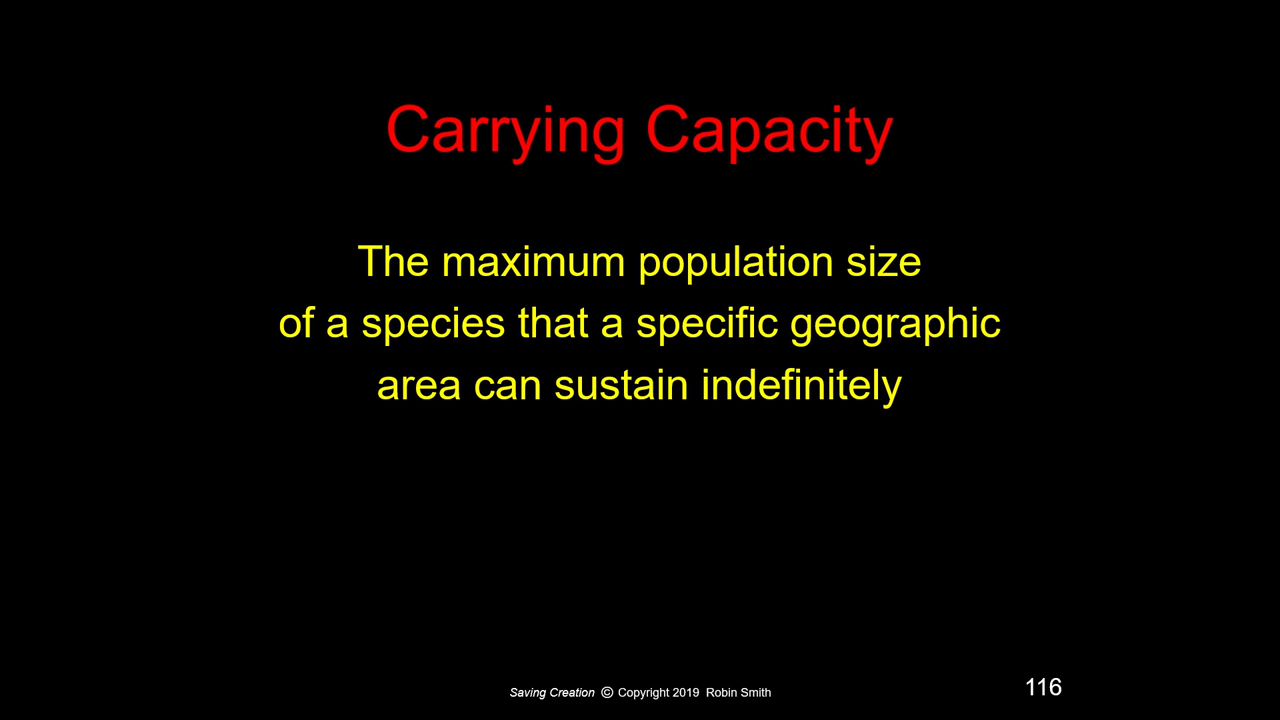 Carrying Capacity
The maximum population size
of a species that a specific geographic
area can sustain indefinitely
Saving Creation © Copyright 2019 Robin Smith
116